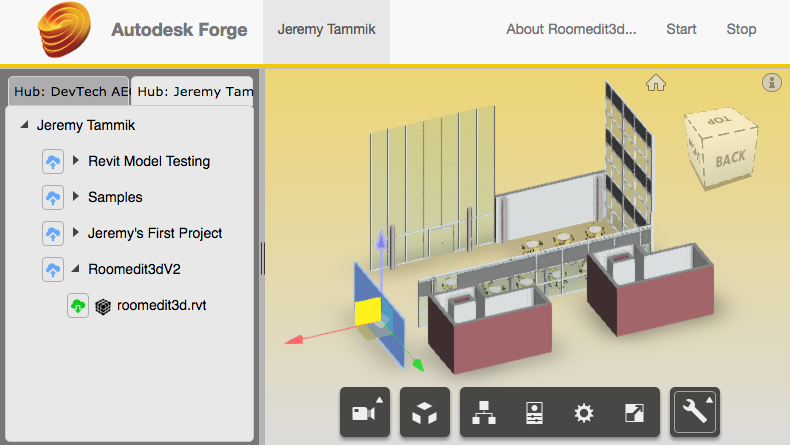 Autodesk Forge
Jeremy Tammik
About Roomedit3d...
Start
Stop
Hub: DevTech AE
Hub: Jeremy Tam
Jeremy Tammik
Revit Model Testing
Samples
Jeremy's First Project
Roomedit3dV2
roomedit3d.rvt
TOP
BACK